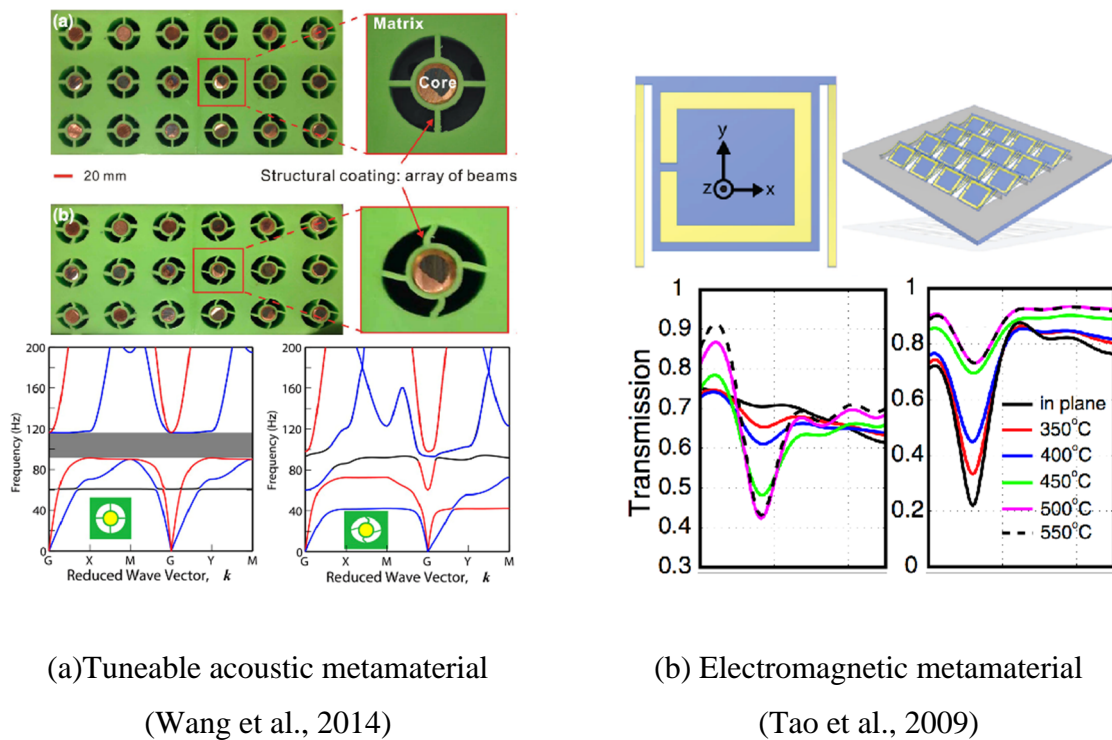 (a)
Matrix
Core
20 mm
Structural coating: array of beams
(b)
Frequency (Hz)
200
160
120
80
40
0
G X M G Y M
Reduced Wave Vector, k
Frequency (Hz)
200
160
120
80
40
0
G X M G Y M
Reduced Wave Vector, k
y
z x
Transmission
1
0.9
0.8
0.7
0.6
0.5
0.4
0.3
1
0.8
0.6
0.4
0.2
0
in plane
350°C
400°C
450°C
500°C
550°C
(a)Tuneable acoustic metamaterial
(Wang et al., 2014)
(b) Electromagnetic metamaterial
(Tao et al., 2009)